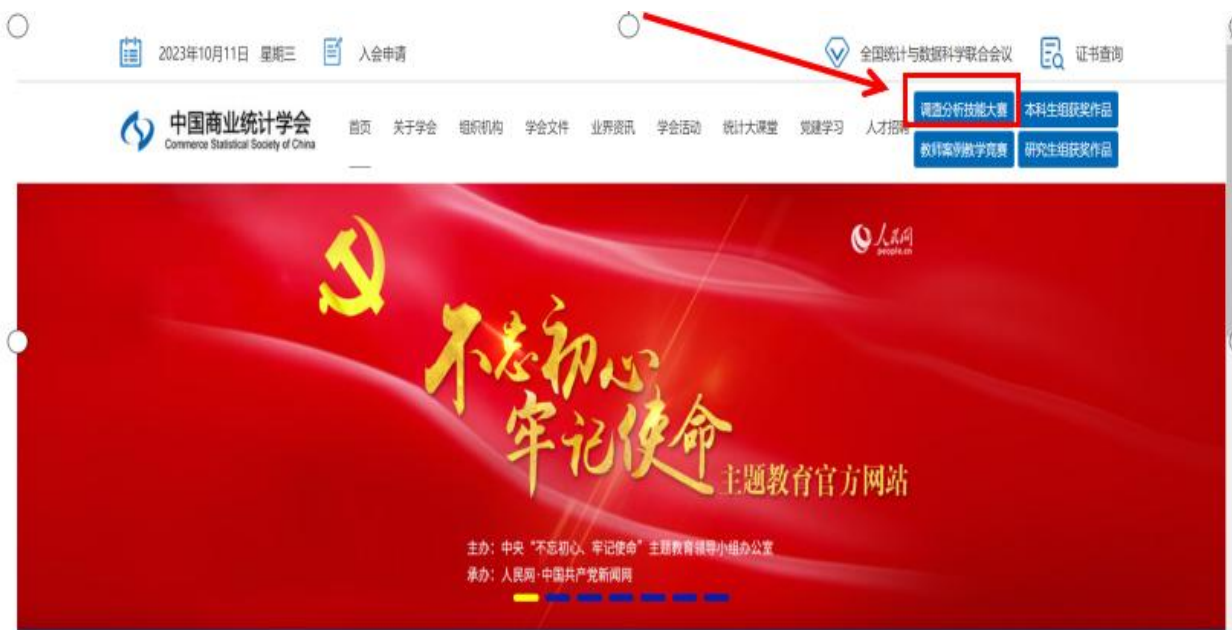 2023年10月11日 星期三 入会申请 全国统计与数据科学联合会议 证书查询
中国商业统计学会
Commerce Statistical Society of China
首页 关于学会 组织机构 学会文件 业界资讯 学会活动 统计大课堂 党建学习 人才招聘
调查分析技能大赛 本科生组获奖作品
教师案例教学竞赛 研究生组获奖作品
人民网
people.cn
不忘初心
牢记使命
主题教育官方网站
主办：中央“不忘初心、牢记使命”主题教育领导小组办公室
承办：人民网·中国共产党新闻网